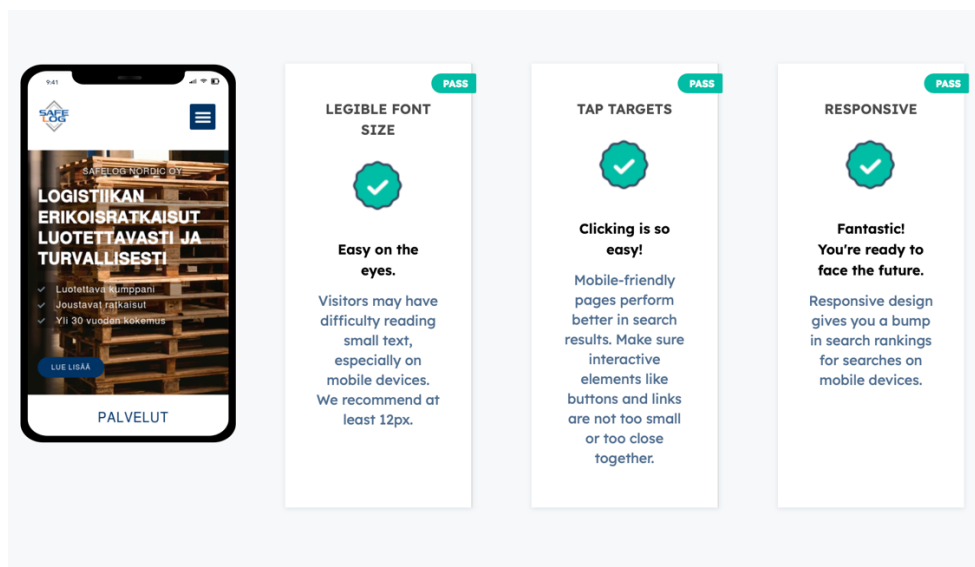 9:41
SAFE
LOG
SAFELOG NORDIC OY
LOGISTIIKAN
ERIKOISRATKAISUT
LUOTETTAVASTI JA
TURVALLISESTI
Luotettava kumppani
Joustavat ratkaisut
Yli 30 vuoden kokemus
LUE LISÄÄ
PALVELUT
PASS
LEGIBLE FONT
SIZE
Easy on the
eyes.
Visitors may have
difficulty reading
small text,
especially on
mobile devices.
We recommend at
least 12px.
PASS
TAP TARGETS
Clicking is so
easy!
Mobile-friendly
pages perform
better in search
results. Make sure
interactive
elements like
buttons and links
are not too small
or too close
together.
PASS
RESPONSIVE
Fantastic!
You're ready to
face the future.
Responsive design
gives you a bump
in search rankings
for searches on
mobile devices.